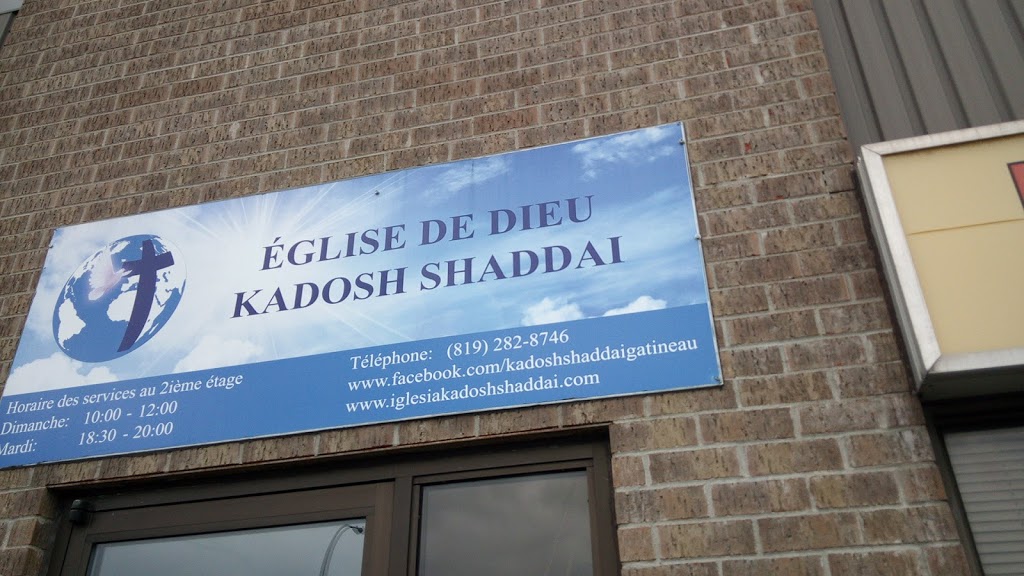 ÉGLISE DE DIEU
KADOSH SHADDAI
Horaire des services au 2ième étage
Dimanche: 10:00 - 12:00
Mardi: 18:30 - 20:00
Téléphone: (819) 282-8746
www.facebook.com/kadoshshaddaigatineau
www.iglesiakadoshshaddai.com